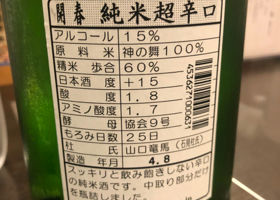 開春 純米超辛口
アルコール 15%
原料米 神の舞100%
精米歩合 60%
日本酒度 +15
酸度 1.8
アミノ酸度 1.7
酵母 協会9号
もろみ日数 25日
杜氏 山口竜馬(石見杜氏)
製造年月 4.8
スッキリと飲み飽きしない辛口
の純米酒です。中取り部分だけ
を瓶詰しました。
4536271000631